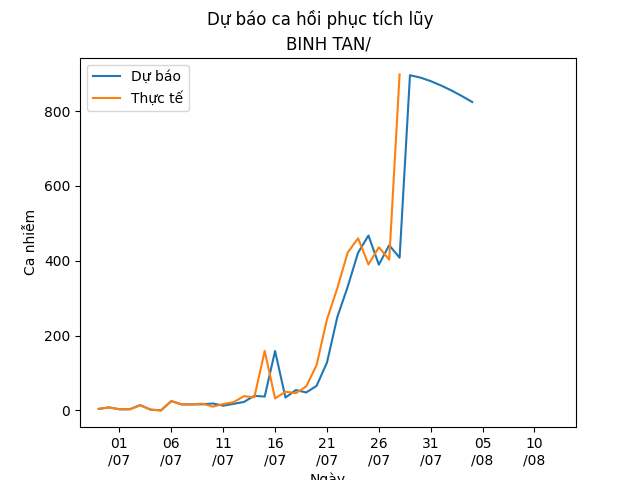 Dự báo ca hồi phục tích lũy
BINH TAN/
Dự báo
Thực tế
Ca nhiễm
800
600
400
200
0
01 06 11 16 21 26 31 05 10
/07 /07 /07 /07 /07 /07 /07 /08 /08
Ngày